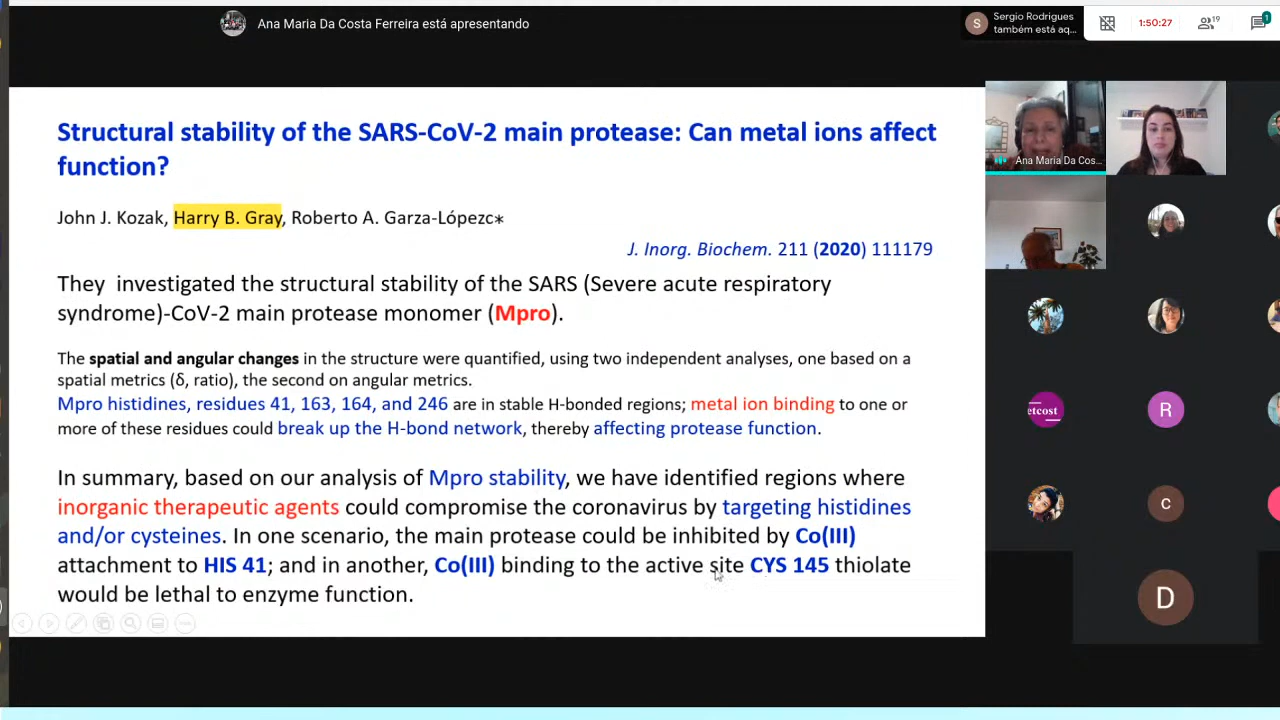 Ana Maria Da Costa Ferreira está apresentando
Sergio Rodrigues
também está aq...
1:50:27
19
1
Structural stability of the SARS-CoV-2 main protease: Can metal ions affect
function?
John J. Kozak, Harry B. Gray, Roberto A. Garza-Lópezc*
J. Inorg. Biochem. 211 (2020) 111179
They investigated the structural stability of the SARS (Severe acute respiratory
syndrome)-CoV-2 main protease monomer (Mpro).
The spatial and angular changes in the structure were quantified, using two independent analyses, one based on a
spatial metrics (δ, ratio), the second on angular metrics.
Mpro histidines, residues 41, 163, 164, and 246 are in stable H-bonded regions; metal ion binding to one or
more of these residues could break up the H-bond network, thereby affecting protease function.
In summary, based on our analysis of Mpro stability, we have identified regions where
inorganic therapeutic agents could compromise the coronavirus by targeting histidines
and/or cysteines. In one scenario, the main protease could be inhibited by Co(III)
attachment to HIS 41; and in another, Co(III) binding to the active site CYS 145 thiolate
would be lethal to enzyme function.
S
Ana Maria Da Cos...
etcost
R
C
D